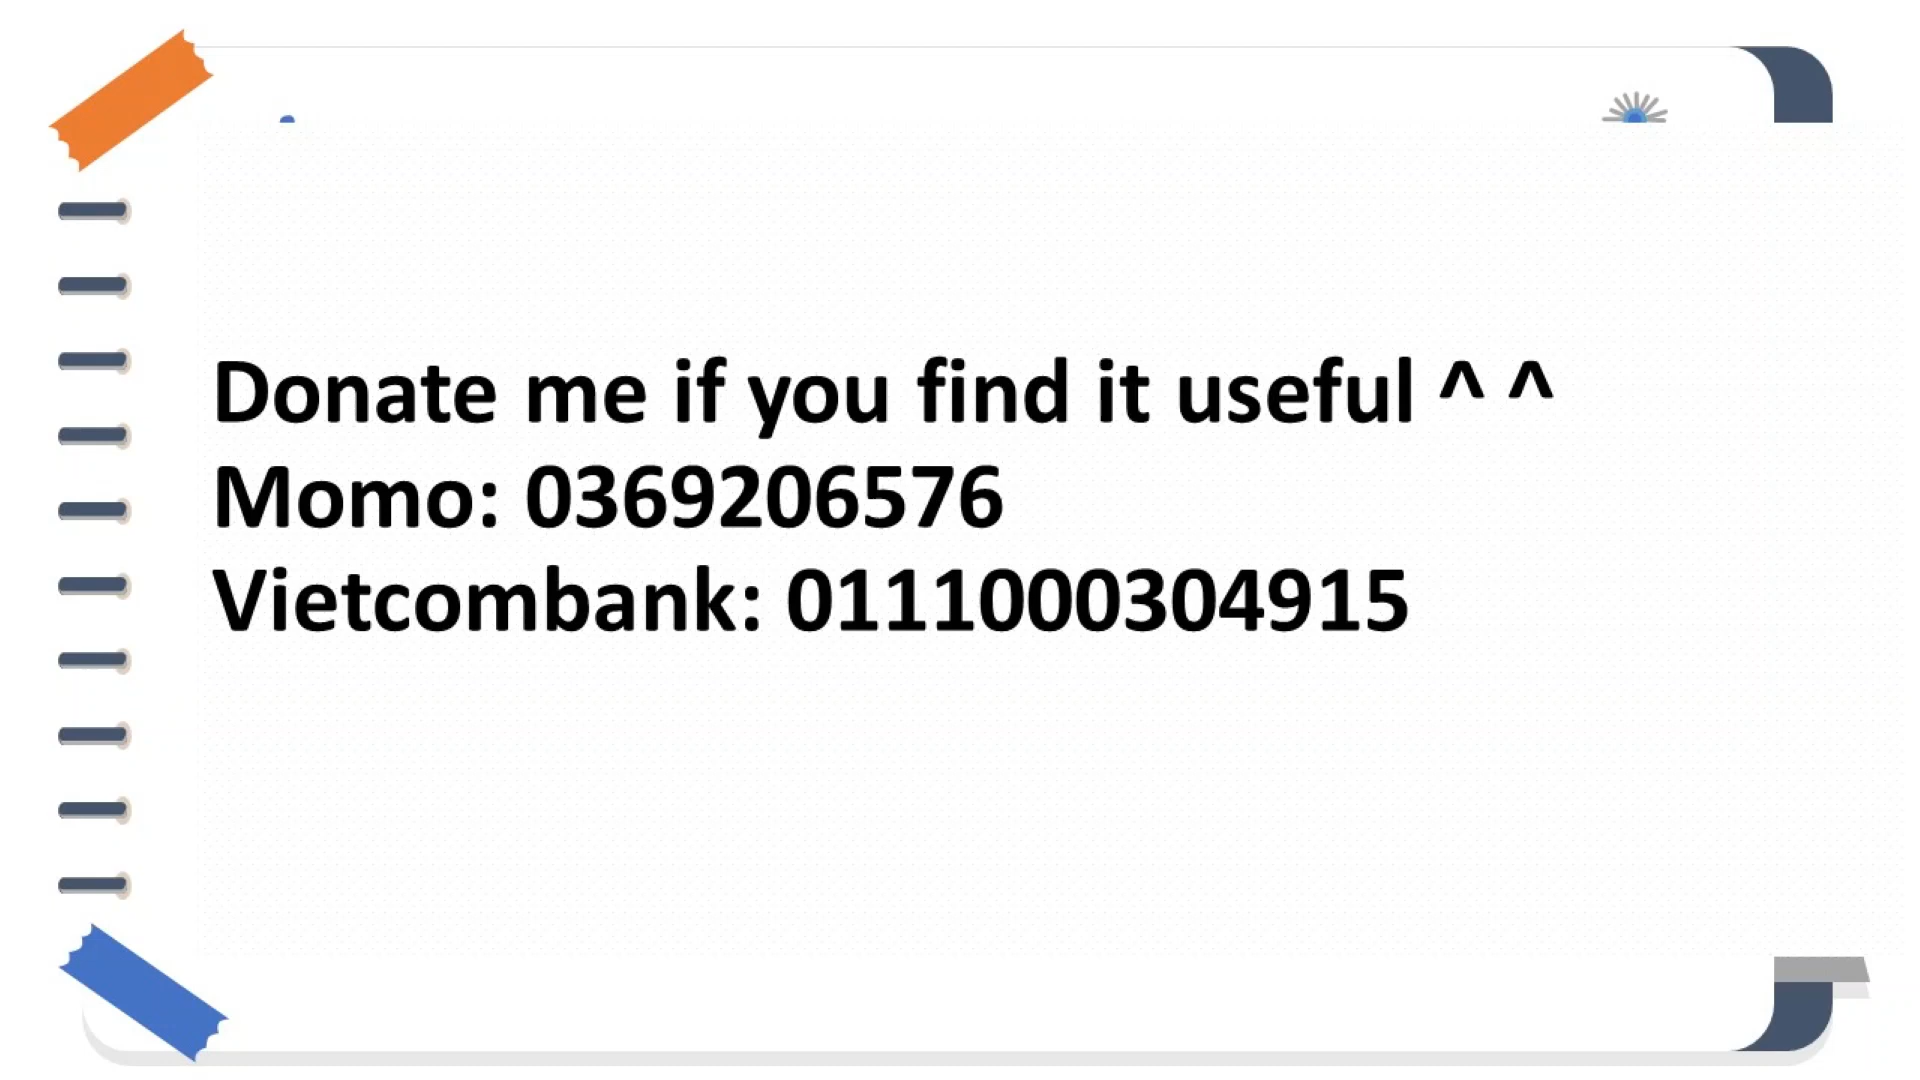 Donate me if you find it useful ^ ^
Momo: 0369206576
Vietcombank: 0111000304915